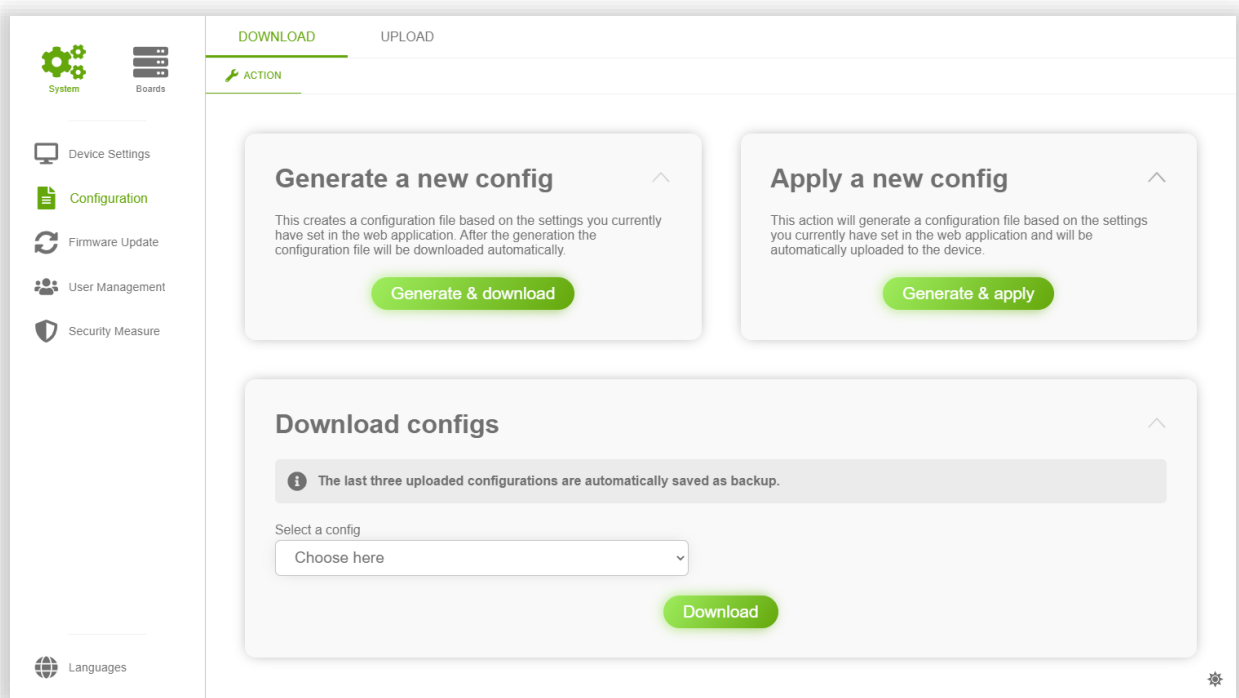 DOWNLOAD
UPLOAD
System
Boards
ACTION
Device Settings
Configuration
Firmware Update
User Management
Security Measure
Languages
Generate a new config
This creates a configuration file based on the settings you currently
have set in the web application. After the generation the
configuration file will be downloaded automatically.
Generate & download
Apply a new config
This action will generate a configuration file based on the settings
you currently have set in the web application and will be
automatically uploaded to the device.
Generate & apply
Download configs
The last three uploaded configurations are automatically saved as backup.
Select a config
Choose here
Download